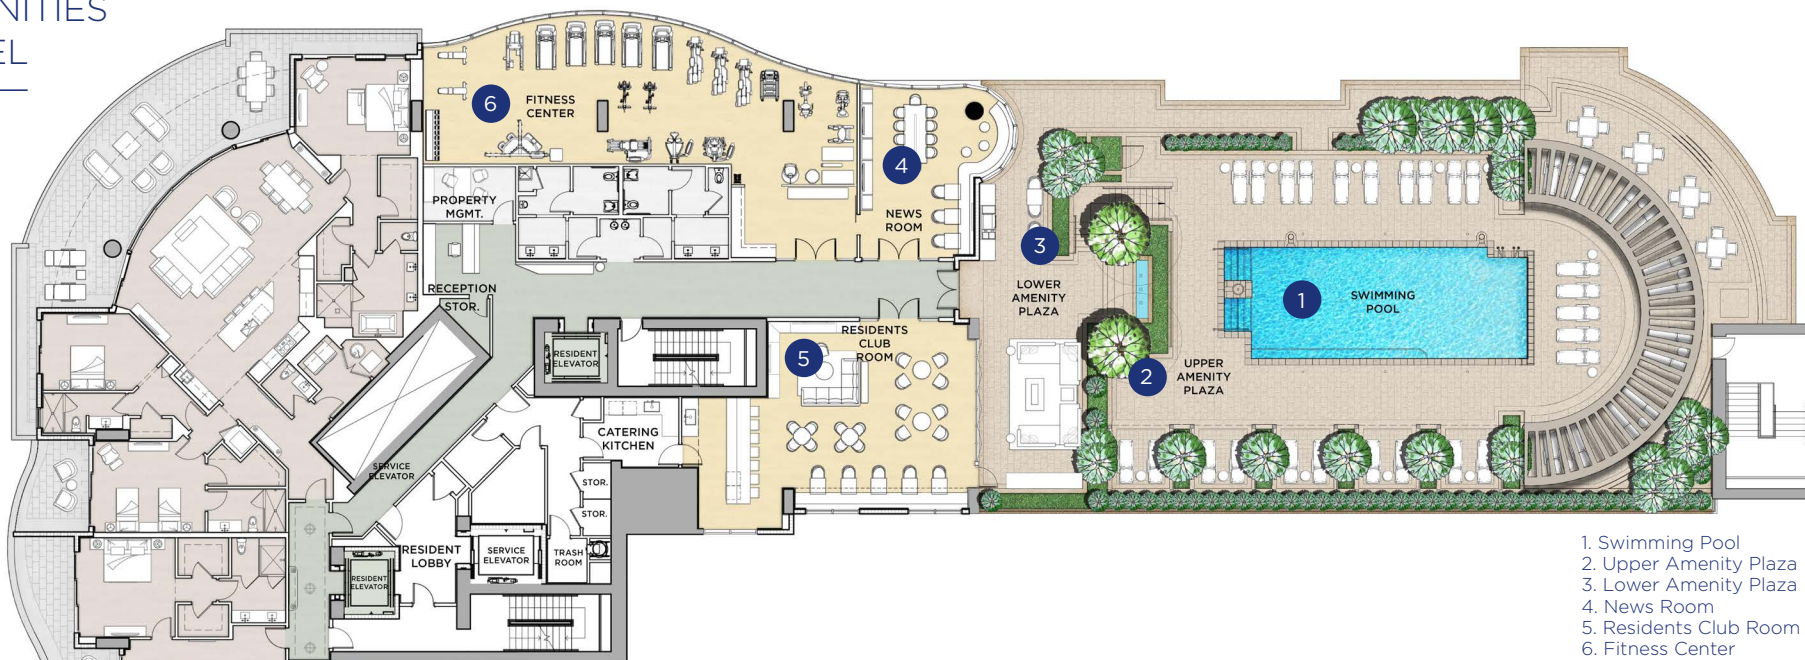 NITIES
EL
6
FITNESS
CENTER
4
NEWS
ROOM
PROPERTY
MGMT.
3
LOWER
AMENITY
PLAZA
1
SWIMMING
POOL
RECEPTION
STOR.
RESIDENT
ELEVATOR
5
RESIDENTS
CLUB
ROOM
2
UPPER
AMENITY
PLAZA
CATERING
KITCHEN
SERVICE
ELEVATOR
STOR.
STOR.
RESIDENT
LOBBY
SERVICE
ELEVATOR
TRASH
ROOM
RESIDENT
ELEVATOR
1. Swimming Pool
2. Upper Amenity Plaza
3. Lower Amenity Plaza
4. News Room
5. Residents Club Room
6. Fitness Center